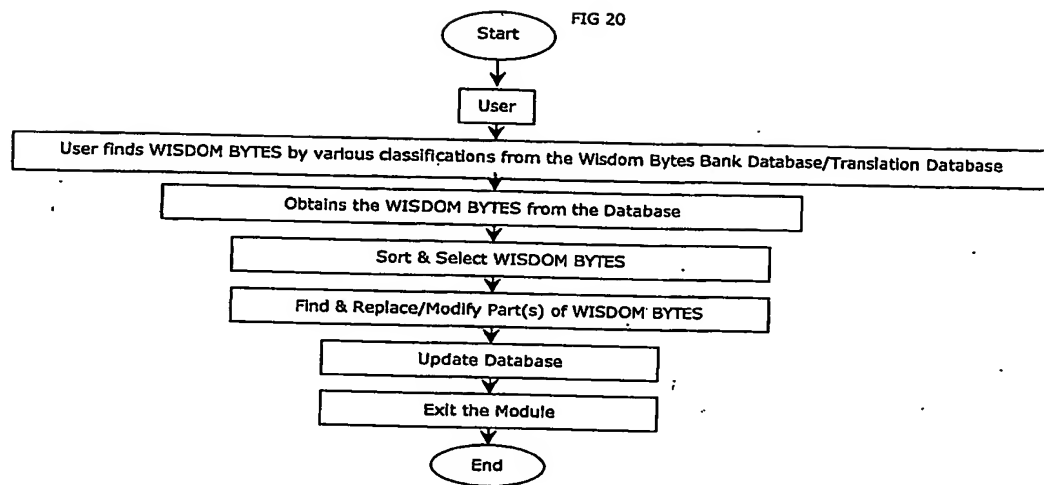 FIG 20
Start
User
User finds WISDOM BYTES by various classifications from the Wisdom Bytes Bank Database/Translation Database
Obtains the WISDOM BYTES from the Database
Sort & Select WISDOM BYTES
Find & Replace/Modify Part(s) of WISDOM BYTES
Update Database
Exit the Module
End